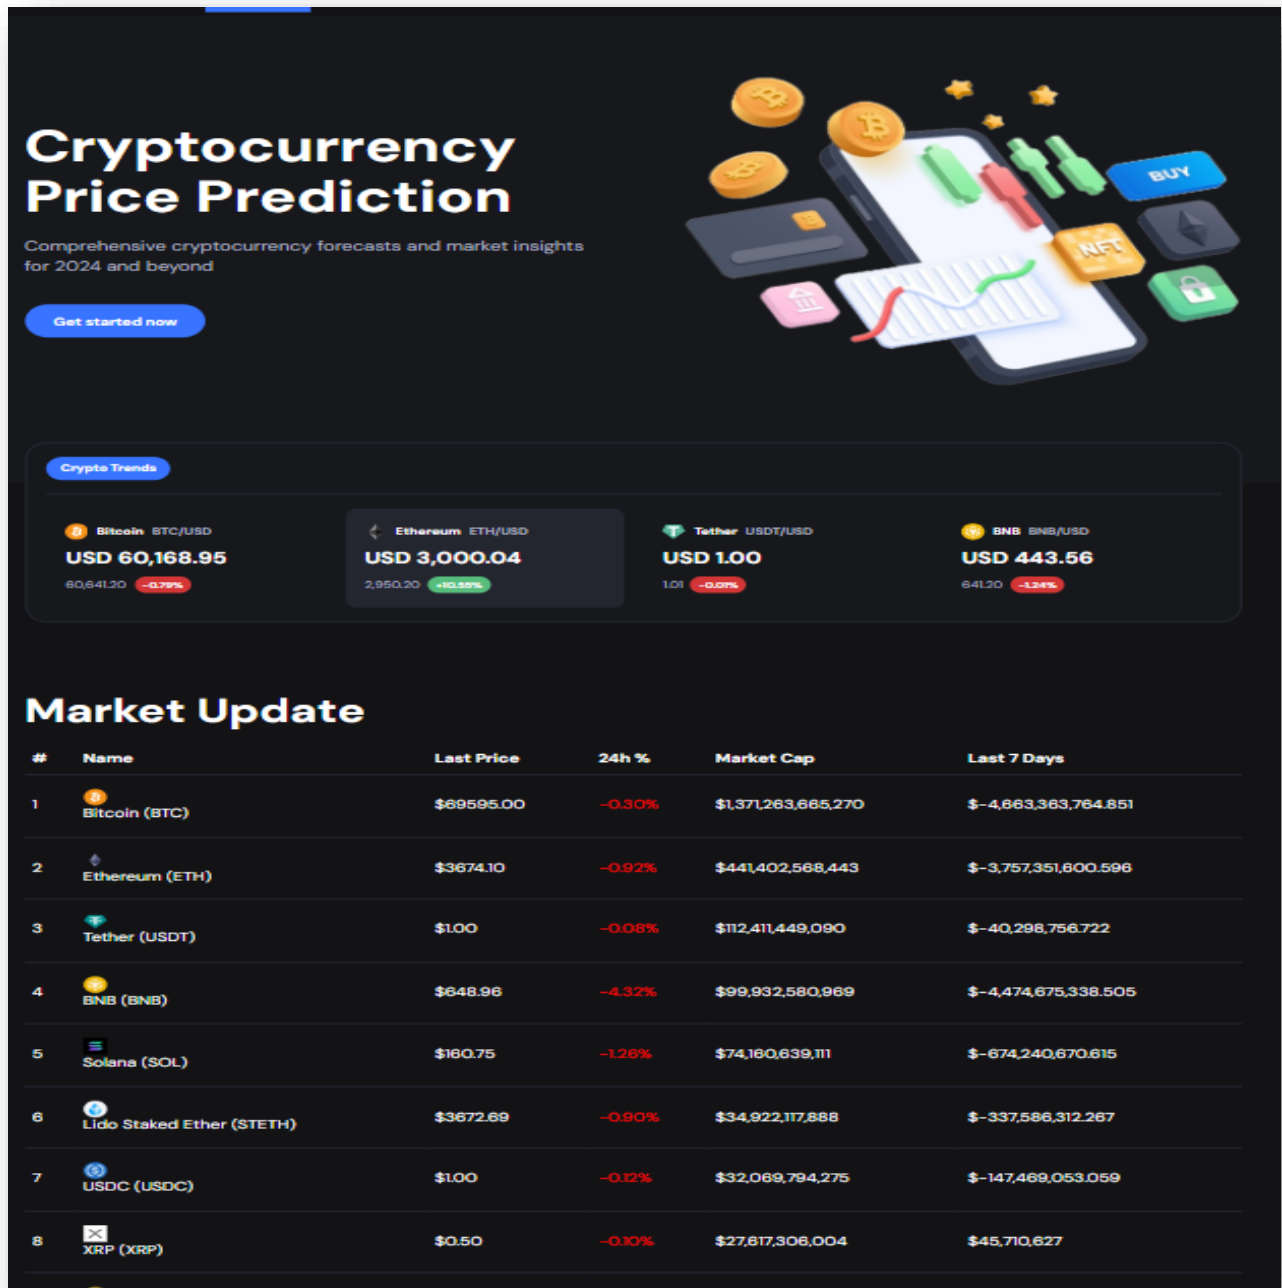 Cryptocurrency
Price Prediction
Comprehensive cryptocurrency forecasts and market insights
for 2024 and beyond
Get started now
BUY
NFT
Crypto Trends
Bitcoin BTC/USD
USD 60,168.95
60,641.20 -0.79%
Ethereum ETH/USD
USD 3,000.04
2,950.20 +10.55%
Tether USDT/USD
USD 1.00
1.01 -0.01%
BNB BNB/USD
USD 443.56
641.20 -1.24%
Market Update
# Name Last Price 24h % Market Cap Last 7 Days
1 Bitcoin (BTC) $69595.00 -0.30% $1,371,263,665,270 $-4,663,363,764.851
2 Ethereum (ETH) $3674.10 -0.92% $441,402,568,443 $-3,757,351,600.596
3 Tether (USDT) $1.00 -0.08% $112,411,449,090 $-40,298,756.722
4 BNB (BNB) $648.96 -4.32% $99,932,580,969 $-4,474,675,338.505
5 Solana (SOL) $160.75 -1.26% $74,160,639,111 $-674,240,670.615
6 Lido Staked Ether (STETH) $3672.69 -0.90% $34,922,117,888 $-337,586,312.267
7 USDC (USDC) $1.00 -0.12% $32,069,794,275 $-147,469,053.059
8 XRP (XRP) $0.50 -0.10% $27,617,306,004 $45,710,627